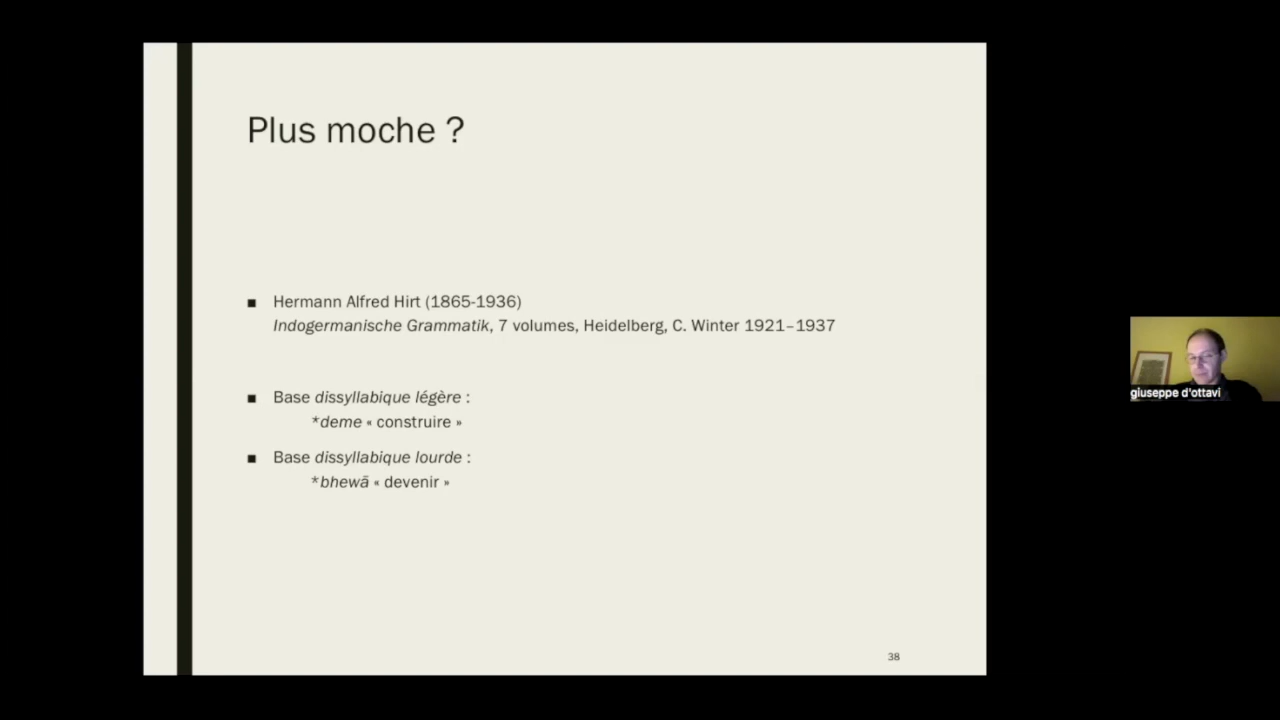 Plus moche ?
■ Hermann Alfred Hirt (1865-1936)
Indogermanische Grammatik, 7 volumes, Heidelberg, C. Winter 1921–1937
■ Base dissyllabique légère :
*deme « construire »
■ Base dissyllabique lourde :
*bhewā « devenir »
38
giuseppe d'ottavi